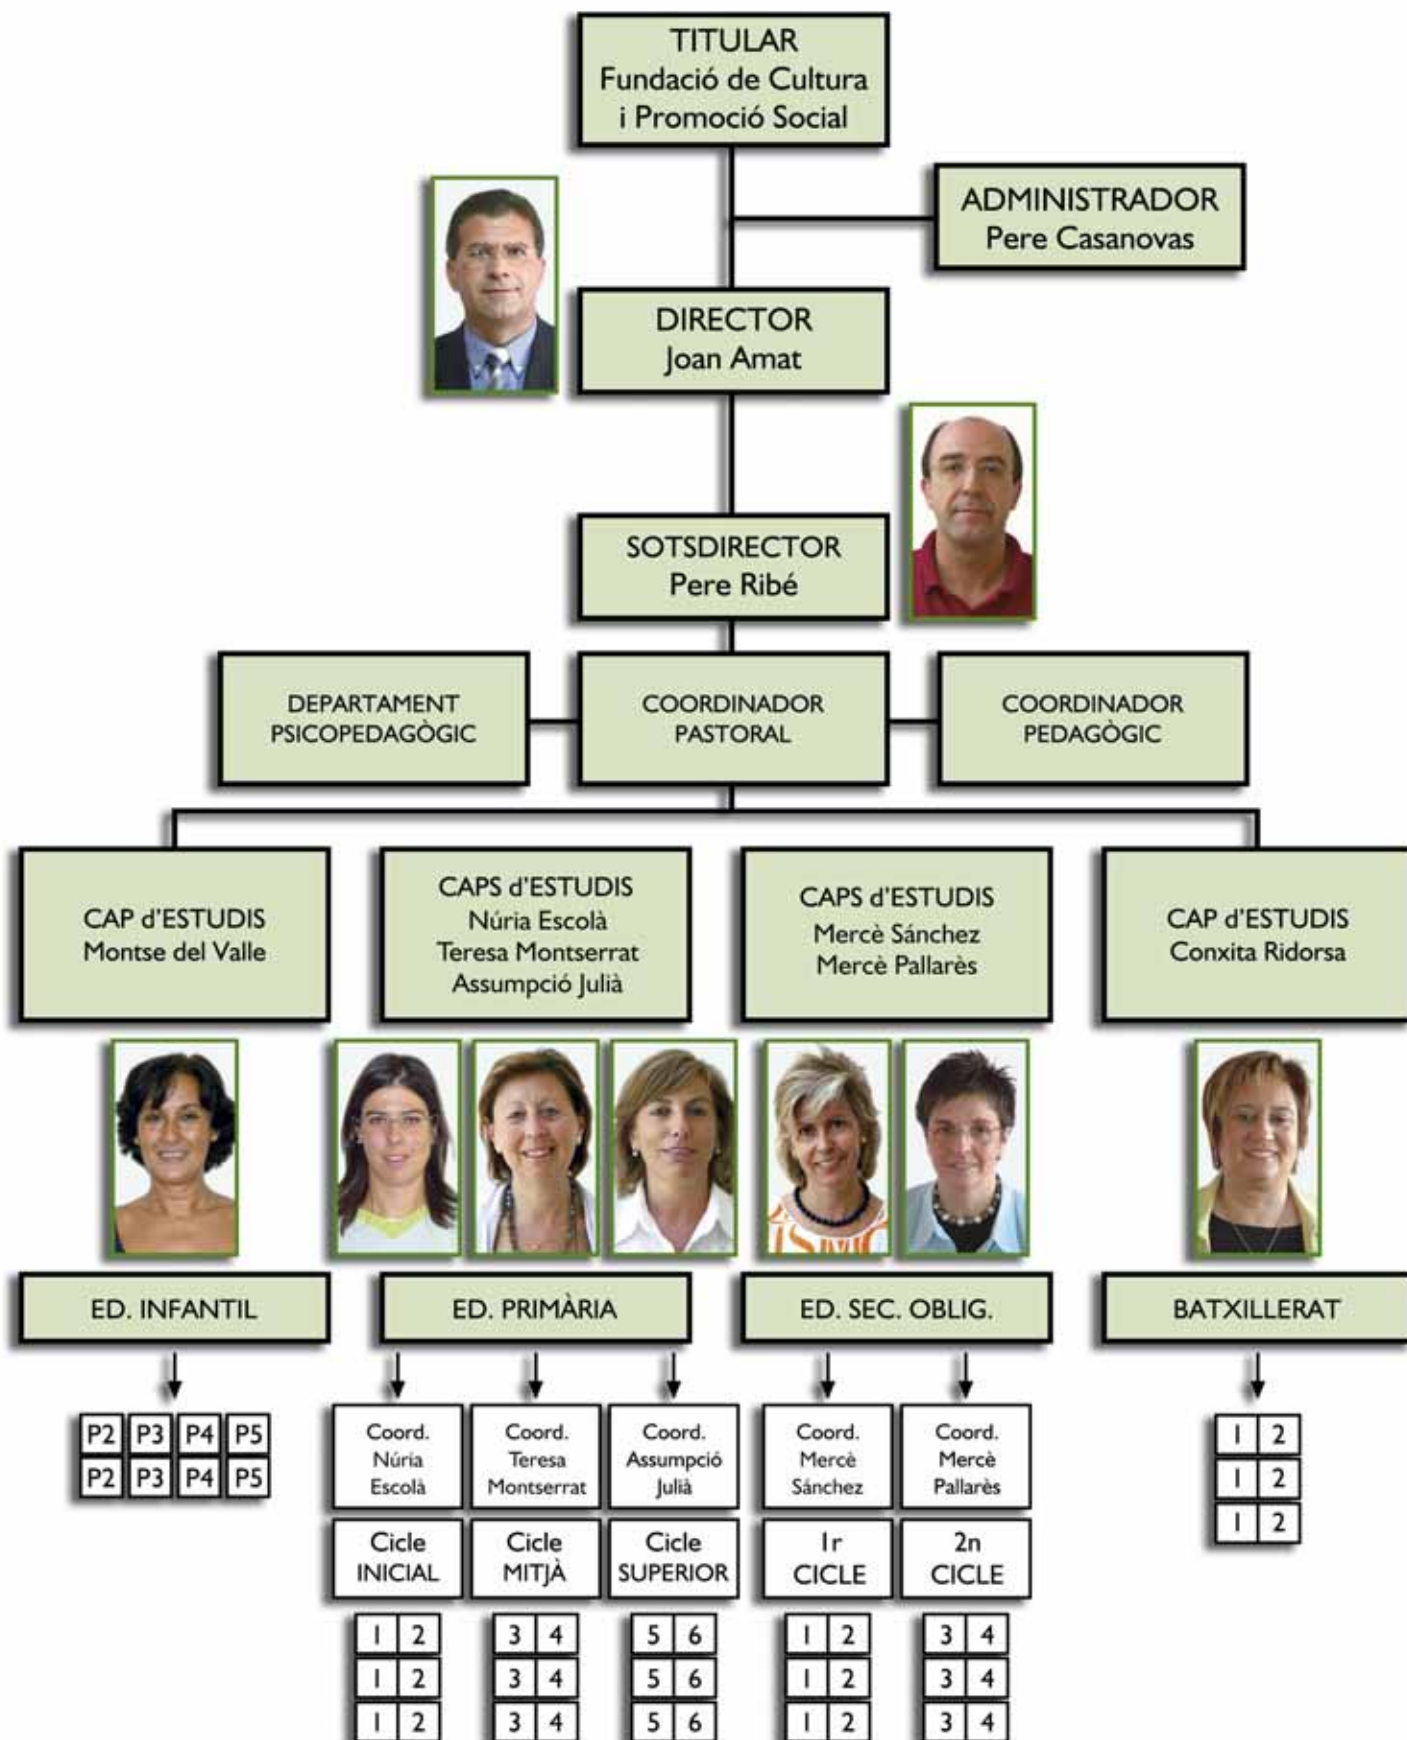 TITULAR
Fundació de Cultura
i Promoció Social
ADMINISTRADOR
Pere Casanovas
DIRECTOR
Joan Amat
SOTSDIRECTOR
Pere Ribé
DEPARTAMENT
PSICOPEDAGÒGIC
COORDINADOR
PASTORAL
COORDINADOR
PEDAGÒGIC
CAP d'ESTUDIS
Montse del Valle
CAPS d'ESTUDIS
Núria Escolà
Teresa Montserrat
Assumpció Julià
CAPS d'ESTUDIS
Mercè Sánchez
Mercè Pallarès
CAP d'ESTUDIS
Conxita Ridorsa
ED. INFANTIL
ED. PRIMÀRIA
ED. SEC. OBLIG.
BATXILLERAT
P2 P3 P4 P5
P2 P3 P4 P5
Coord.
Núria
Escolà
Coord.
Teresa
Montserrat
Coord.
Assumpció
Julià
Coord.
Mercè
Sánchez
Coord.
Mercè
Pallarès
1 2
1 2
1 2
Cicle
INICIAL
Cicle
MITJÀ
Cicle
SUPERIOR
1r
CICLE
2n
CICLE
1 2
1 2
1 2
3 4
3 4
3 4
5 6
5 6
5 6
1 2
1 2
1 2
3 4
3 4
3 4